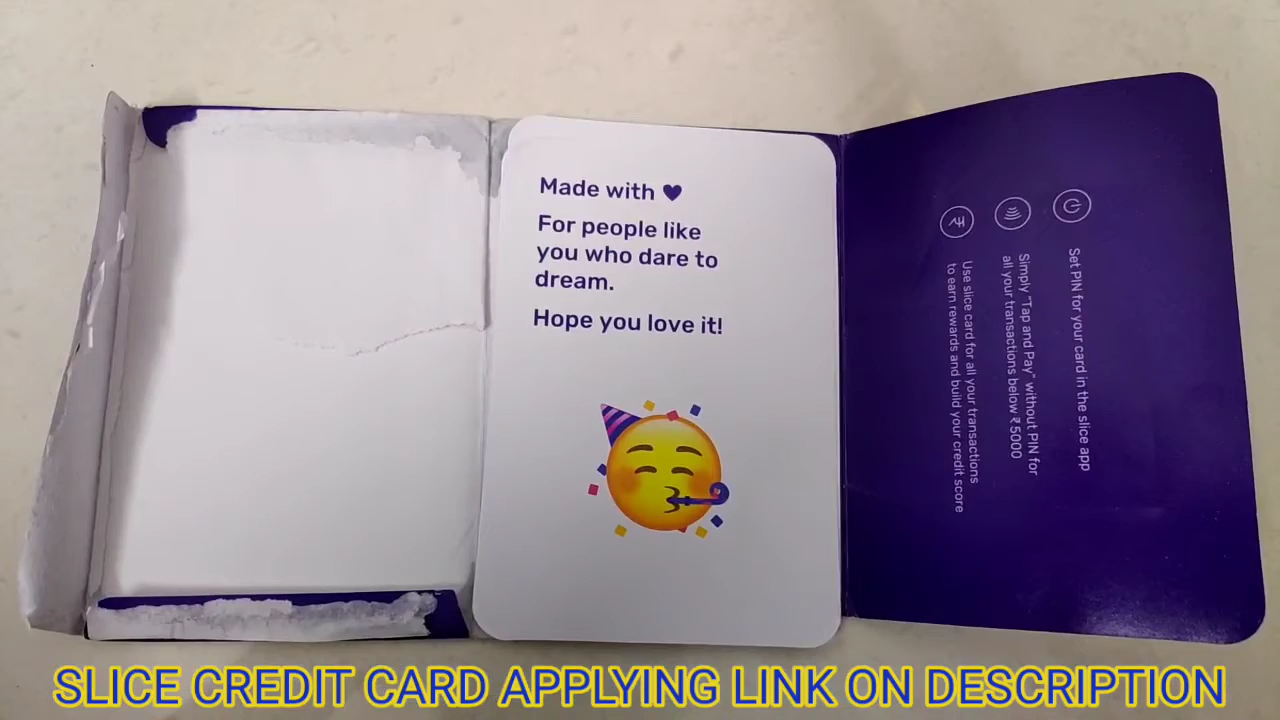 Made with
For people like
you who dare to
dream.
Hope you love it!
Set PIN for your card in the slice app
Simply "Tap and Pay" without PIN for
all your transactions below ₹5000
₹
Use slice card for all your transactions
to earn rewards and build your credit score
SLICE CREDIT CARD APPLYING LINK ON DESCRIPTION